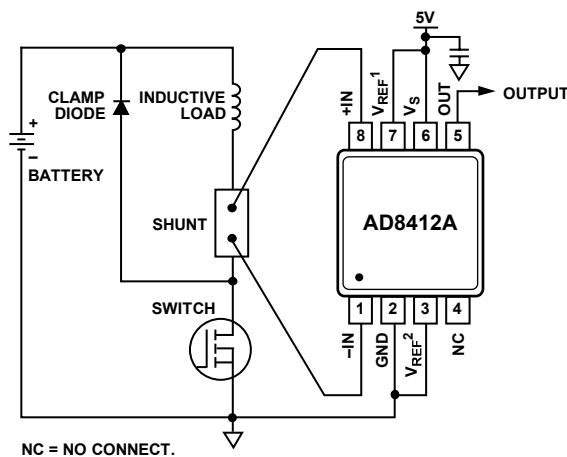 5V
CLAMP
DIODE
INDUCTIVE
LOAD
+IN
VREF1
VS
OUT
OUTPUT
8
7
6
5
+
−
BATTERY
SHUNT
AD8412A
SWITCH
1
2
3
4
−IN
GND
VREF2
NC
NC = NO CONNECT.